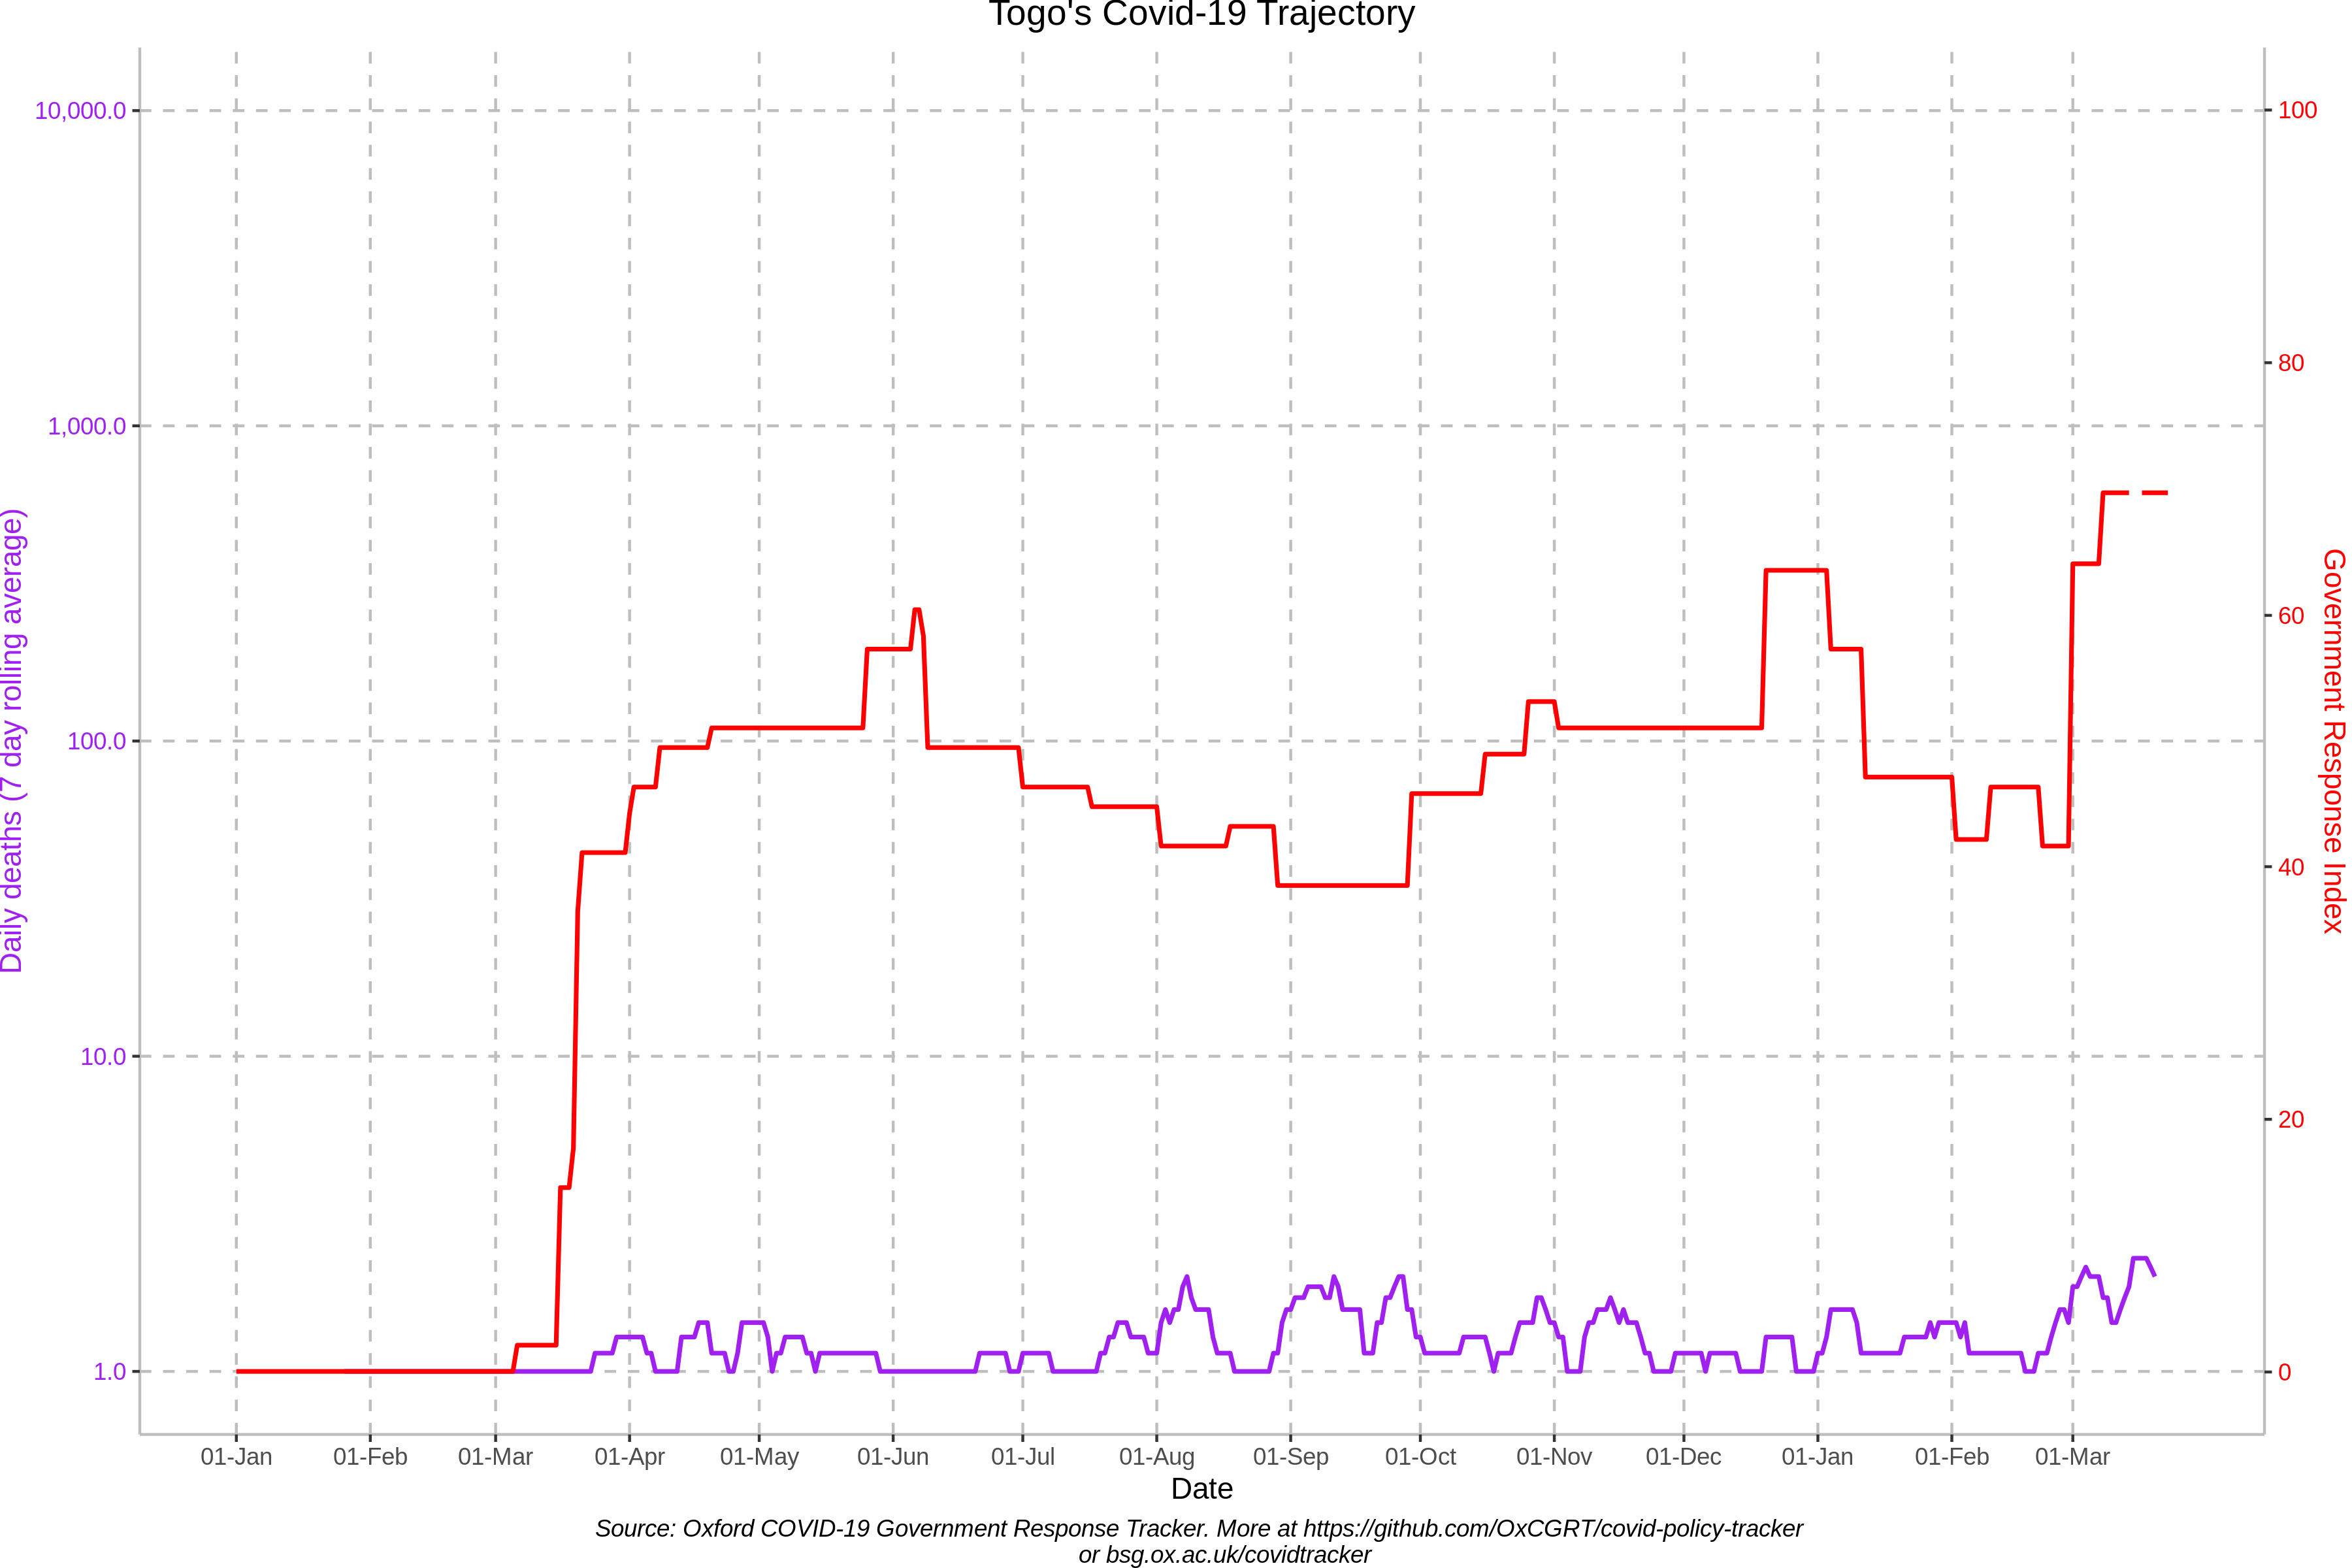 Togo's Covid-19 Trajectory
10,000.0
1,000.0
100.0
10.0
1.0
Daily deaths (7 day rolling average)
100
80
60
40
20
0
Government Response Index
01-Jan 01-Feb 01-Mar 01-Apr 01-May 01-Jun 01-Jul 01-Aug 01-Sep 01-Oct 01-Nov 01-Dec 01-Jan 01-Feb 01-Mar
Date
Source: Oxford COVID-19 Government Response Tracker. More at https://github.com/OxCGRT/covid-policy-tracker
or bsg.ox.ac.uk/covidtracker